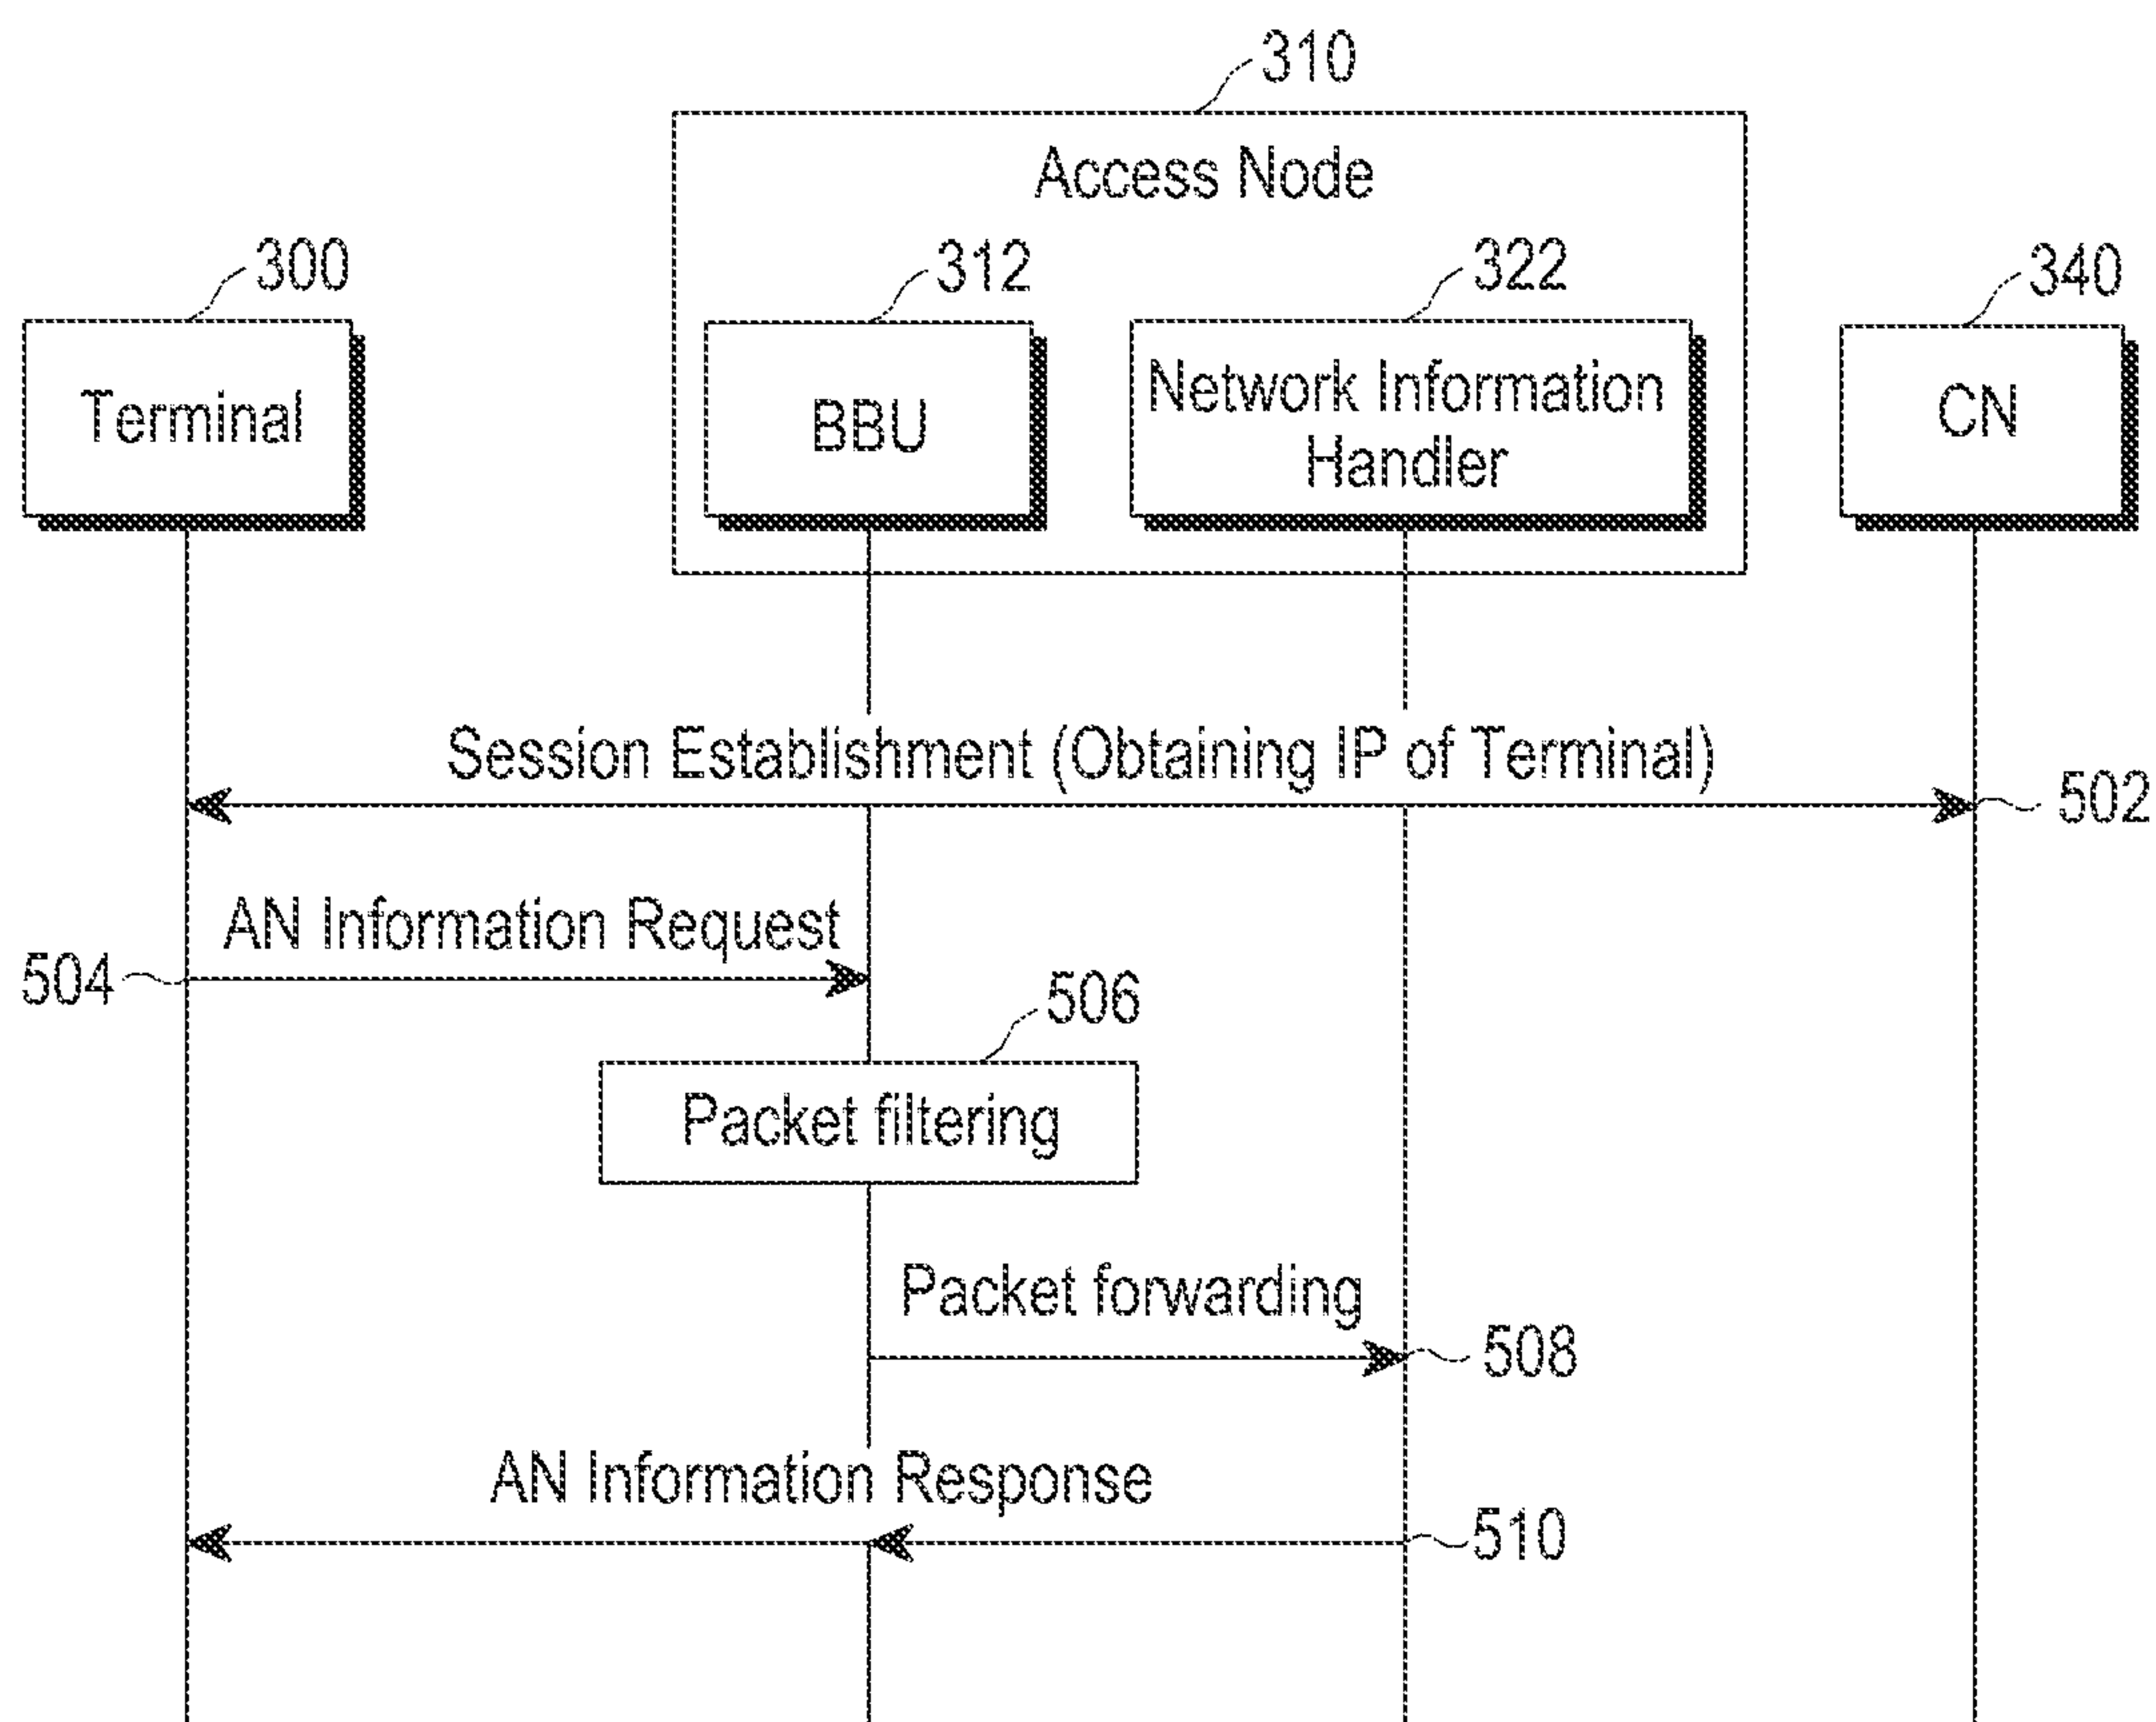 310
Access Node
300
312
322
340
Terminal
BBU
Network Information
Handler
CN
Session Establishment (Obtaining IP of Terminal)
502
AN Information Request
504
506
Packet filtering
Packet forwarding
508
AN Information Response
510